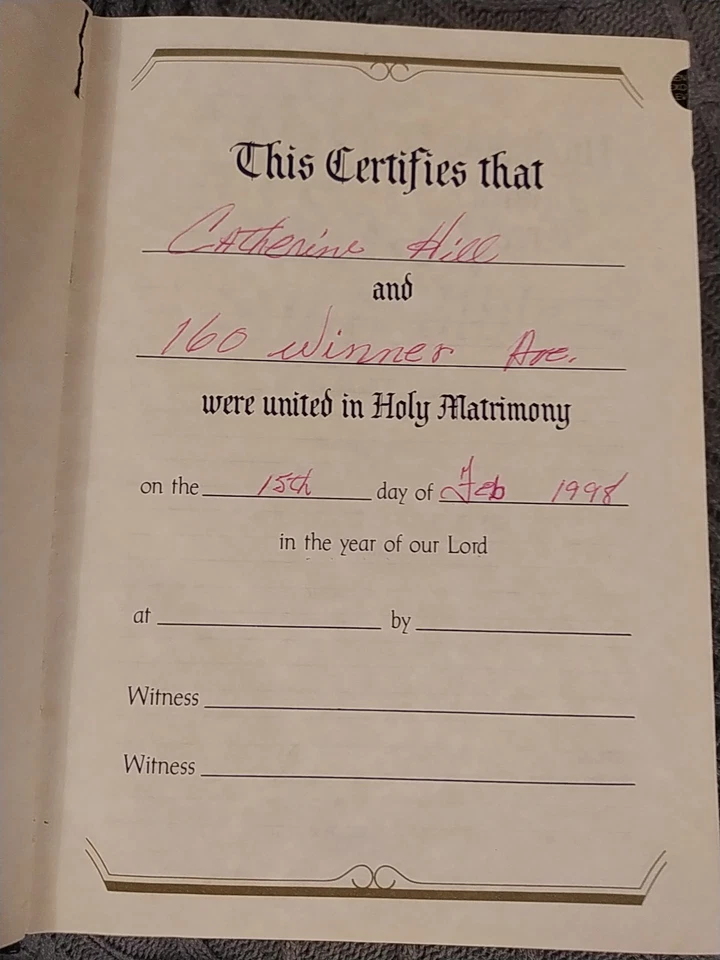 This Certifies that
Catherine Hill
and
160 Winner Ave.
were united in Holy Matrimony
on the 15th day of Feb 1998
in the year of our Lord
at by
Witness
Witness